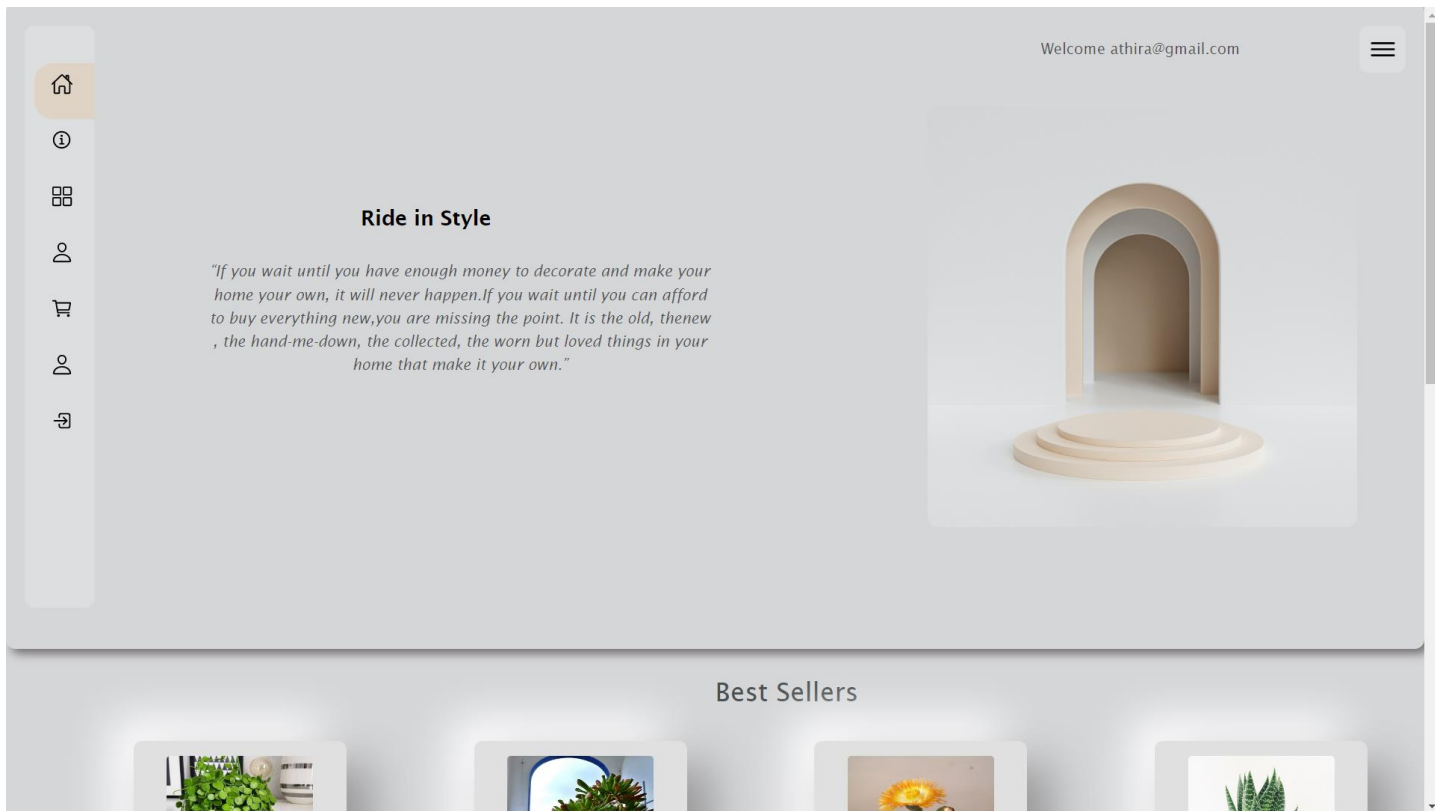 Welcome athira@gmail.com
Ride in Style
“If you wait until you have enough money to decorate and make your
home your own, it will never happen.If you wait until you can afford
to buy everything new,you are missing the point. It is the old, thenew
, the hand-me-down, the collected, the worn but loved things in your
home that make it your own.”
Best Sellers